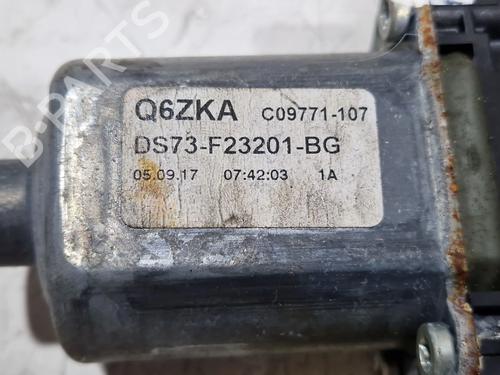 Q6ZKA C09771-107
DS73-F23201-BG
05.09.17 07:42:03 1A
B-PARTS